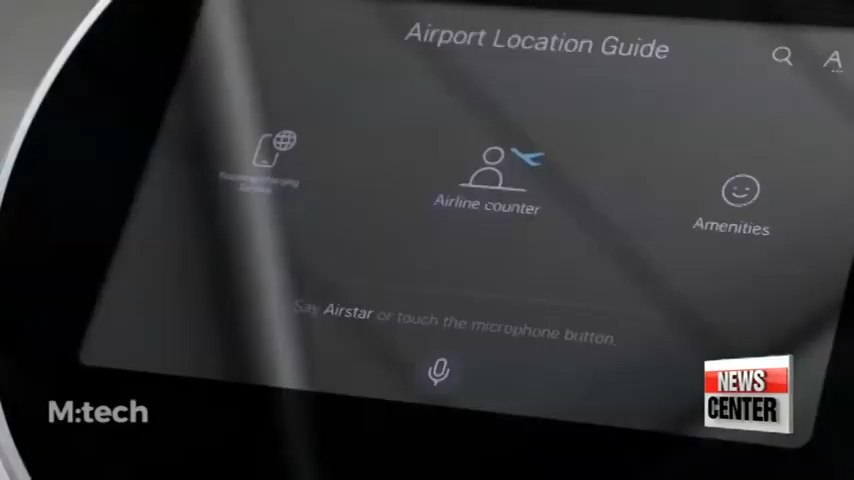 Airport Location Guide
A
Airline counter
Amenities
Say Airstar or touch the microphone button.
M:tech
NEWS
CENTER